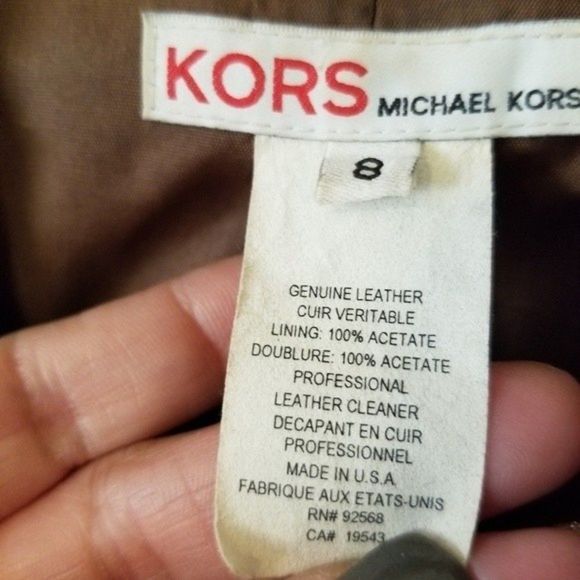 KORS MICHAEL KORS
8
GENUINE LEATHER
CUIR VERITABLE
LINING: 100% ACETATE
DOUBLURE: 100% ACETATE
PROFESSIONAL
LEATHER CLEANER
DECAPANT EN CUIR
PROFESSIONNEL
MADE IN U.S.A.
FABRIQUE AUX ETATS-UNIS
RN# 92568
CA# 19543